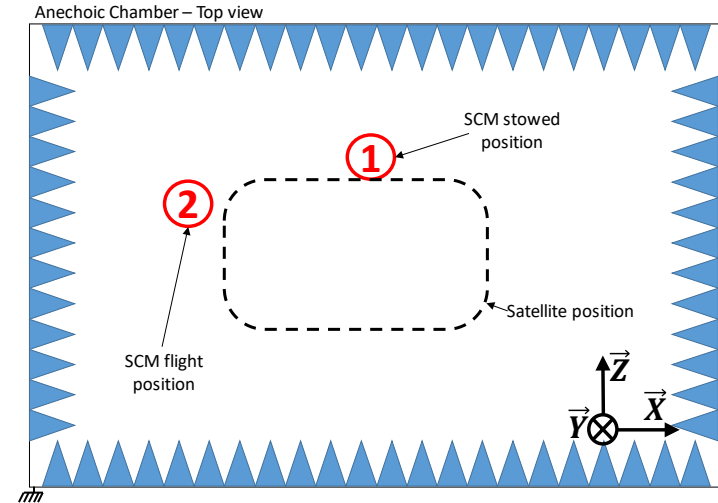 Anechoic Chamber – Top view
SCM stowed
position
1
2
Satellite position
SCM flight
position
Z
X
Y